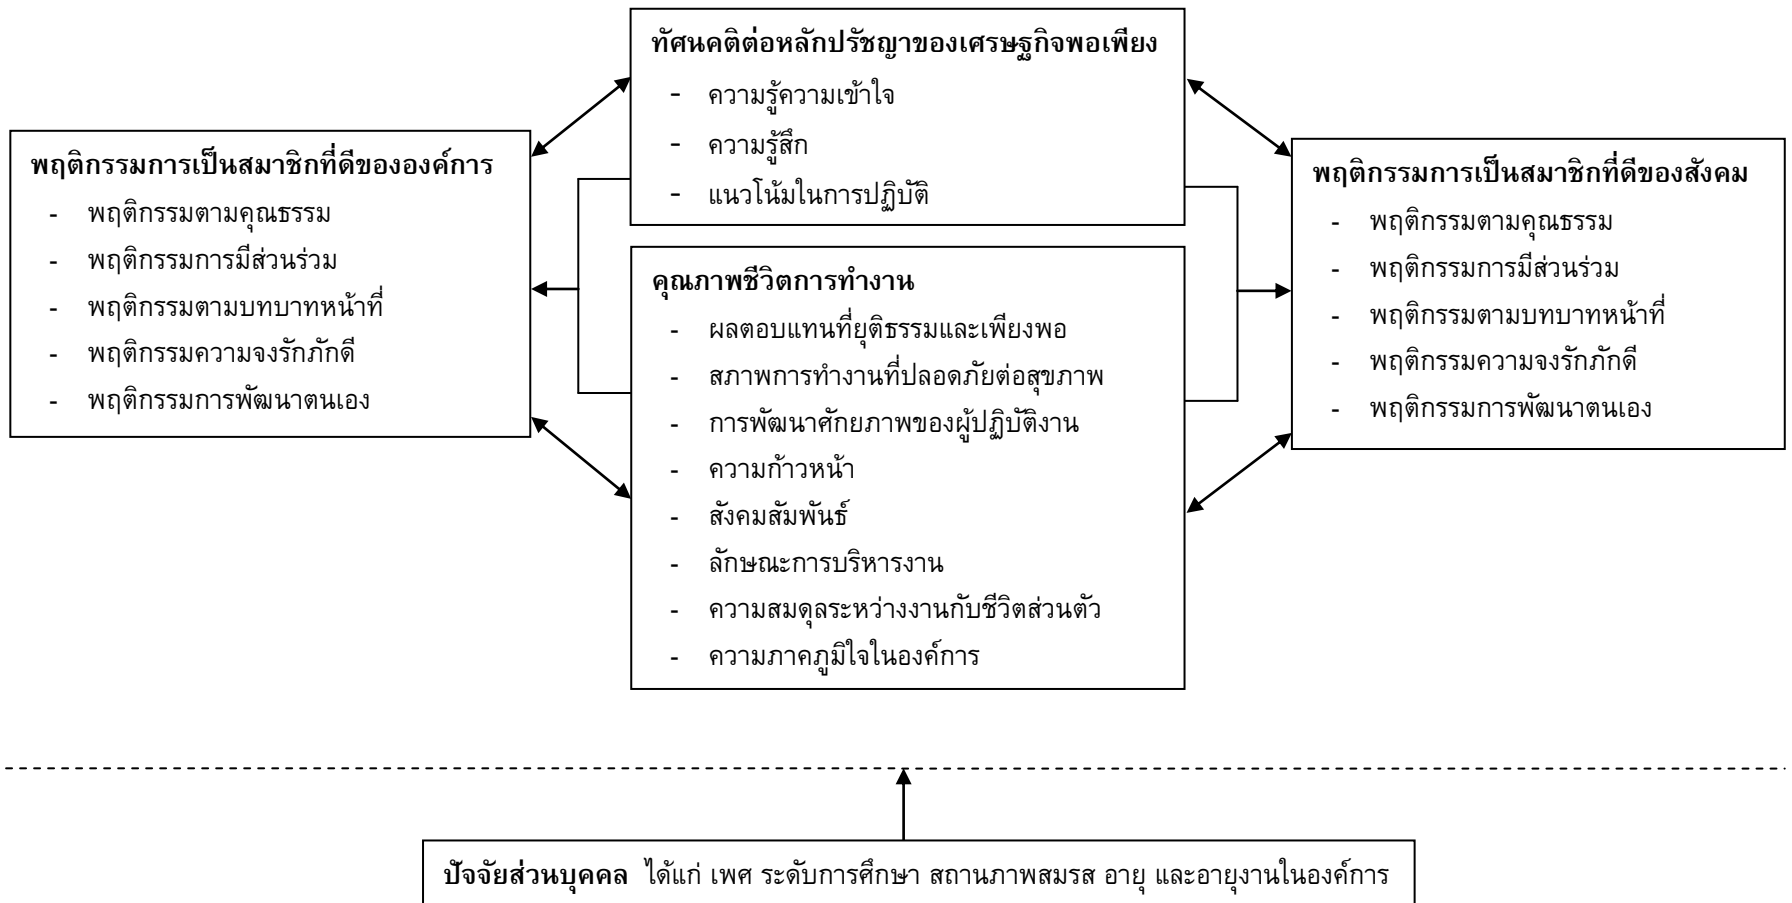 ทัศนคติต่อหลักปรัชญาของเศรษฐกิจพอเพียง
- ความรู้ความเข้าใจ
- ความรู้สึก
- แนวโน้มในการปฏิบัติ
พฤติกรรมการเป็นสมาชิกที่ดีขององค์การ
- พฤติกรรมตามคุณธรรม
- พฤติกรรมการมีส่วนร่วม
- พฤติกรรมตามบทบาทหน้าที่
- พฤติกรรมความจงรักภักดี
- พฤติกรรมการพัฒนาตนเอง
คุณภาพชีวิตการทำงาน
- ผลตอบแทนที่ยุติธรรมและเพียงพอ
- สภาพการทำงานที่ปลอดภัยต่อสุขภาพ
- การพัฒนาศักยภาพของผู้ปฏิบัติงาน
- ความก้าวหน้า
- สังคมสัมพันธ์
- ลักษณะการบริหารงาน
- ความสมดุลระหว่างงานกับชีวิตส่วนตัว
- ความภาคภูมิใจในองค์การ
พฤติกรรมการเป็นสมาชิกที่ดีของสังคม
- พฤติกรรมตามคุณธรรม
- พฤติกรรมการมีส่วนร่วม
- พฤติกรรมตามบทบาทหน้าที่
- พฤติกรรมความจงรักภักดี
- พฤติกรรมการพัฒนาตนเอง
ปัจจัยส่วนบุคคล ได้แก่ เพศ ระดับการศึกษา สถานภาพสมรส อายุ และอายุงานในองค์การ